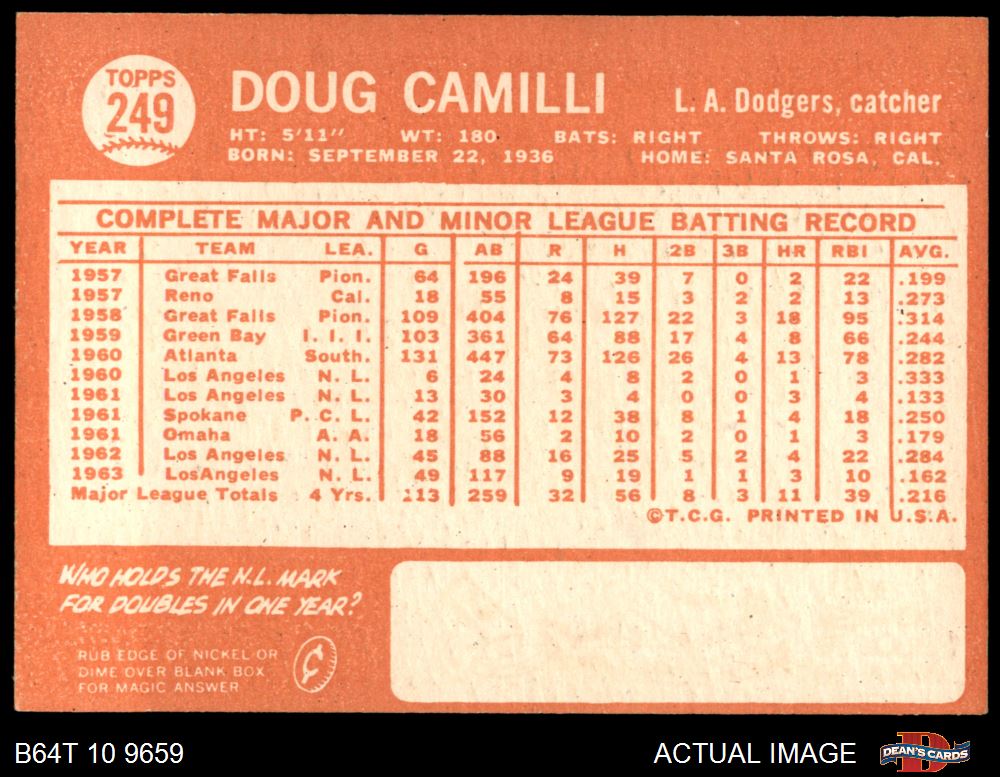 TOPPS
249
DOUG CAMILLI
L. A. Dodgers, catcher
HT: 5'11" WT: 180 BATS: RIGHT THROWS: RIGHT
BORN: SEPTEMBER 22, 1936 HOME: SANTA ROSA, CAL.
COMPLETE MAJOR AND MINOR LEAGUE BATTING RECORD
YEAR TEAM LEA. G AB R H 2B 3B HR RBI AVG.
1957 Great Falls Pion. 64 196 24 39 7 0 2 22 .199
1957 Reno Cal. 18 55 8 15 3 2 2 13 .273
1958 Great Falls Pion. 109 404 76 127 22 3 18 95 .314
1959 Green Bay I. I. I. 103 361 64 88 17 4 8 66 .244
1960 Atlanta South. 131 447 73 126 26 4 13 78 .282
1960 Los Angeles N. L. 6 24 4 8 2 0 1 3 .333
1961 Los Angeles N. L. 13 30 3 4 0 0 3 4 .133
1961 Spokane P. C. L. 42 152 12 38 8 1 4 18 .250
1961 Omaha A. A. 18 56 2 10 2 0 1 3 .179
1962 Los Angeles N. L. 45 88 16 25 5 2 4 22 .284
1963 LosAngeles N. L. 49 117 9 19 1 1 3 10 .162
Major League Totals 4 Yrs. 113 259 32 56 8 3 11 39 .216
©T.C.G. PRINTED IN U.S.A.
WHO HOLDS THE N.L. MARK
FOR DOUBLES IN ONE YEAR?
RUB EDGE OF NICKEL OR
DIME OVER BLANK BOX
FOR MAGIC ANSWER
¢
B64T 10 9659
ACTUAL IMAGE
DEAN'S CARDS